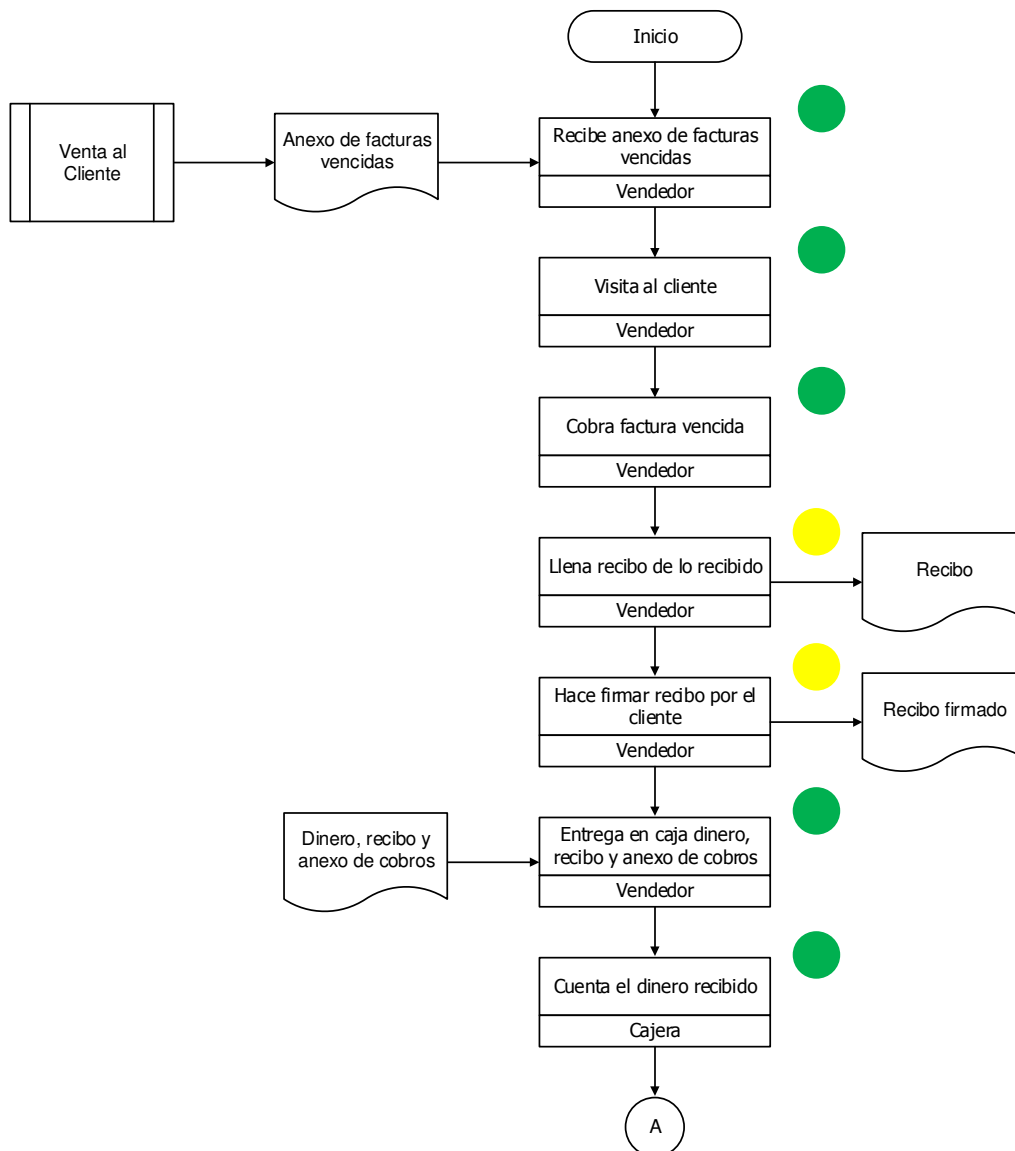 Inicio
Venta al
Cliente
Anexo de facturas
vencidas
Recibe anexo de facturas
vencidas
Vendedor
Visita al cliente
Vendedor
Cobra factura vencida
Vendedor
Llena recibo de lo recibido
Vendedor
Recibo
Hace firmar recibo por el
cliente
Vendedor
Recibo firmado
Dinero, recibo y
anexo de cobros
Entrega en caja dinero,
recibo y anexo de cobros
Vendedor
Cuenta el dinero recibido
Cajera
A